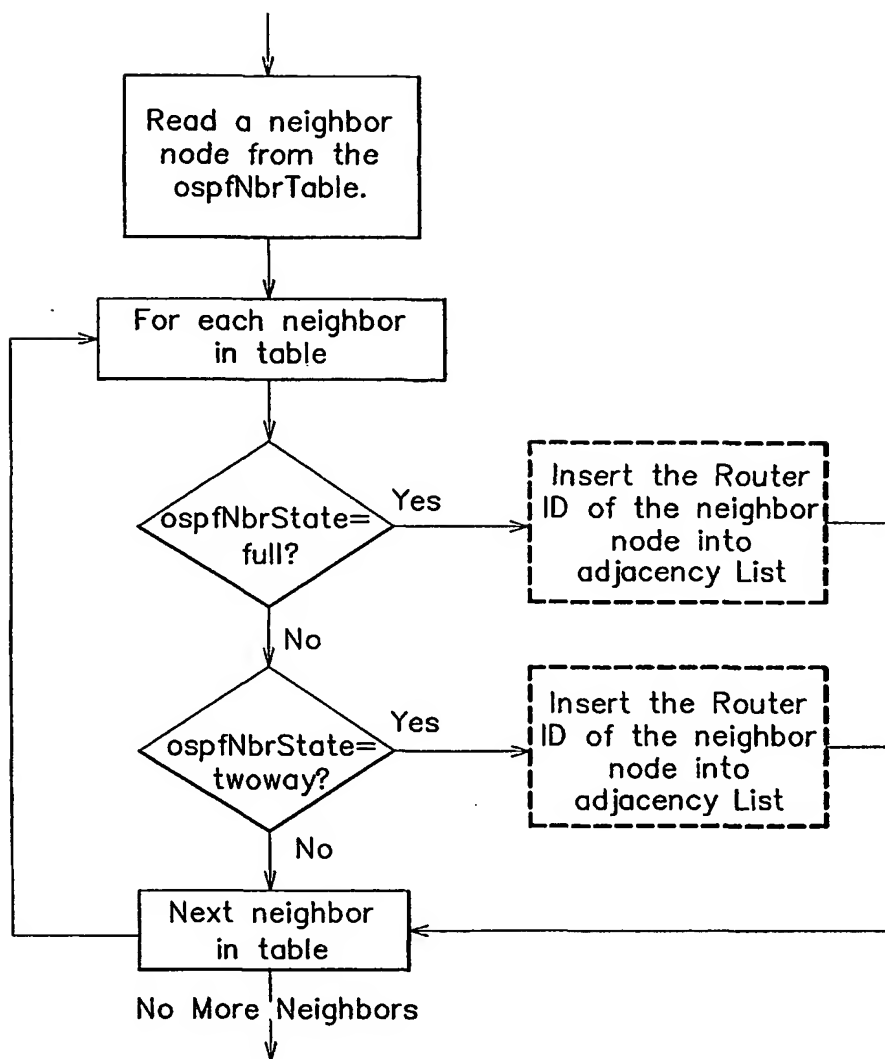 Read a neighbor
node from the
ospfNbrTable.
For each neighbor
in table
ospfNbrState=
full?
Yes
Insert the Router
ID of the neighbor
node into
adjacency List
No
ospfNbrState=
twoway?
Yes
Insert the Router
ID of the neighbor
node into
adjacency List
No
Next neighbor
in table
No More Neighbors